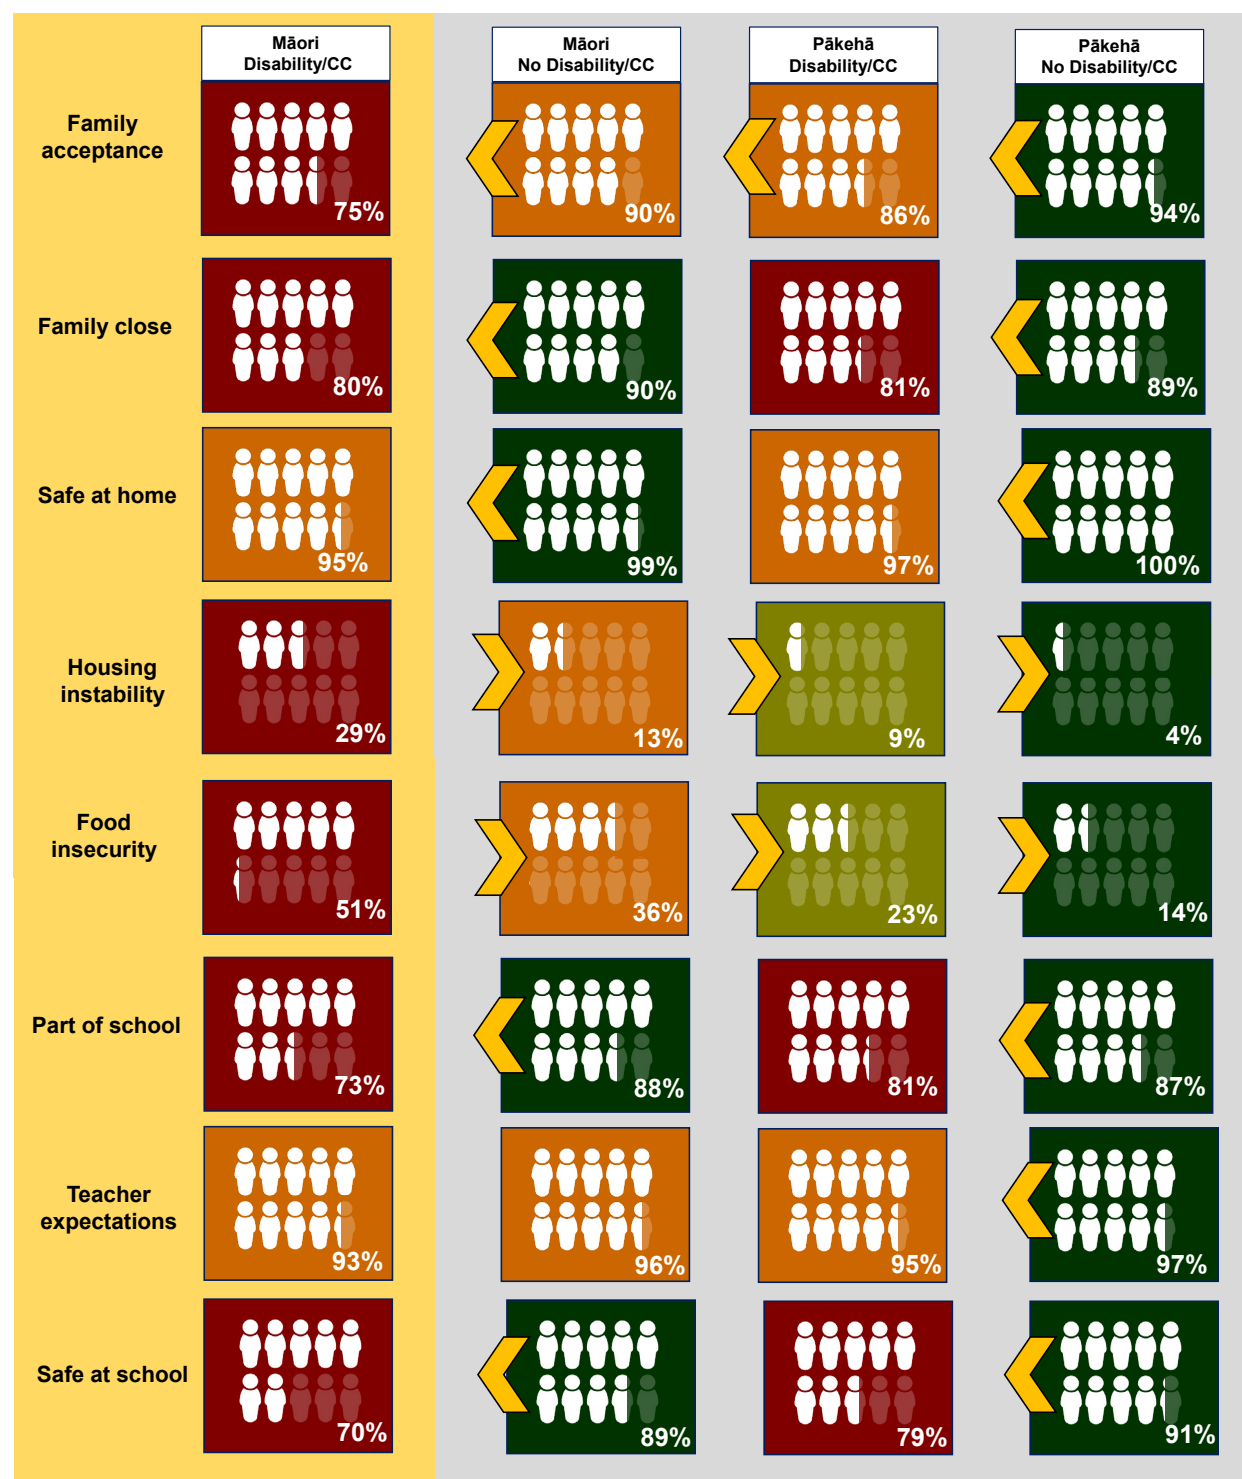 Māori
Disability/CC
Māori
No Disability/CC
Pākehā
Disability/CC
Pākehā
No Disability/CC
Family
acceptance
75%
90%
86%
94%
Family close
80%
90%
81%
89%
Safe at home
95%
99%
97%
100%
Housing
instability
29%
13%
9%
4%
Food
insecurity
51%
36%
23%
14%
Part of school
73%
88%
81%
87%
Teacher
expectations
93%
96%
95%
97%
Safe at school
70%
89%
79%
91%